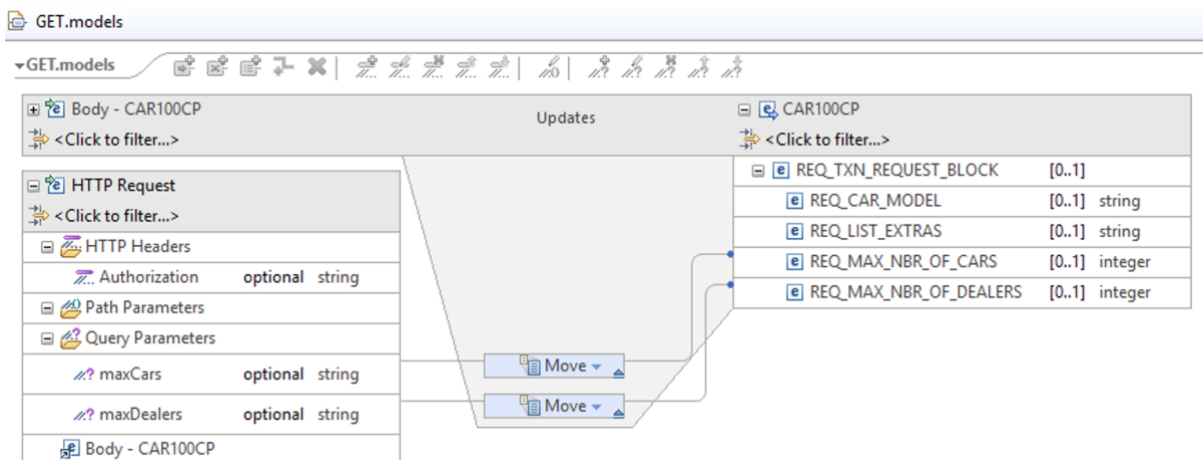 GET.models
GET.models
Body - CAR100CP
<Click to filter...>
Updates
CAR100CP
<Click to filter...>
HTTP Request
<Click to filter...>
HTTP Headers
Authorization optional string
Path Parameters
Query Parameters
maxCars optional string
maxDealers optional string
Body - CAR100CP
Move
Move
REQ_TXN_REQUEST_BLOCK [0..1]
REQ_CAR_MODEL [0..1] string
REQ_LIST_EXTRAS [0..1] string
REQ_MAX_NBR_OF_CARS [0..1] integer
REQ_MAX_NBR_OF_DEALERS [0..1] integer